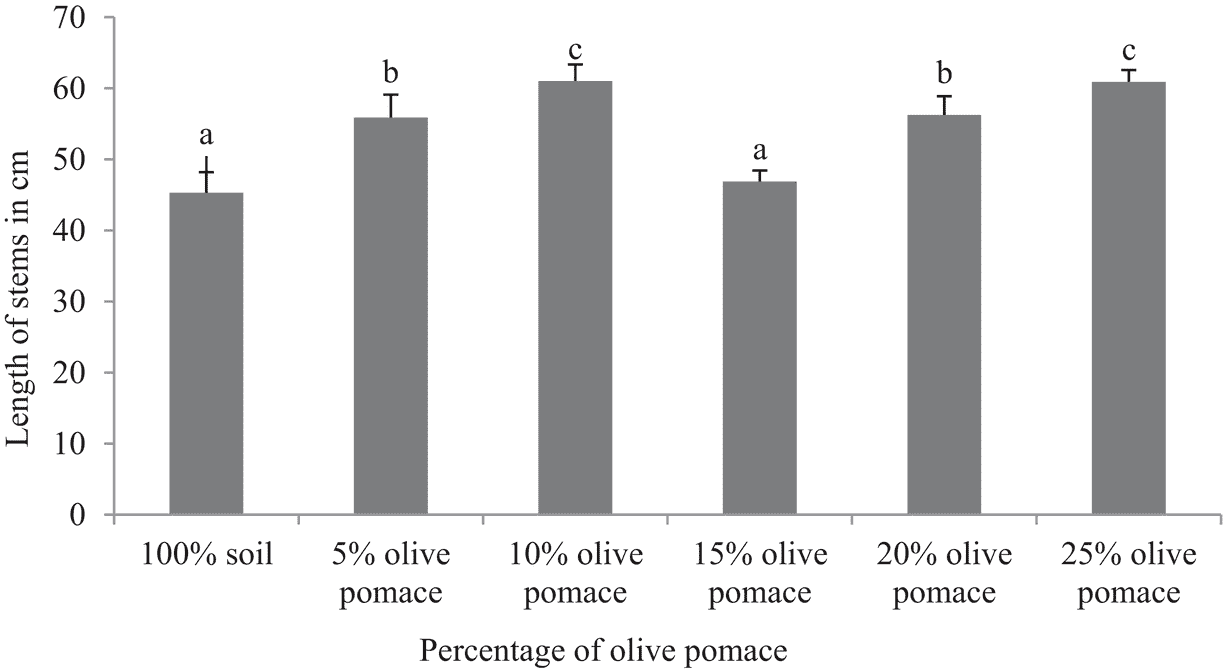 Length of stems in cm
70
60
50
40
30
20
10
0
a
b
c
a
b
c
100% soil
5% olive
pomace
10% olive
pomace
15% olive
pomace
20% olive
pomace
25% olive
pomace
Percentage of olive pomace